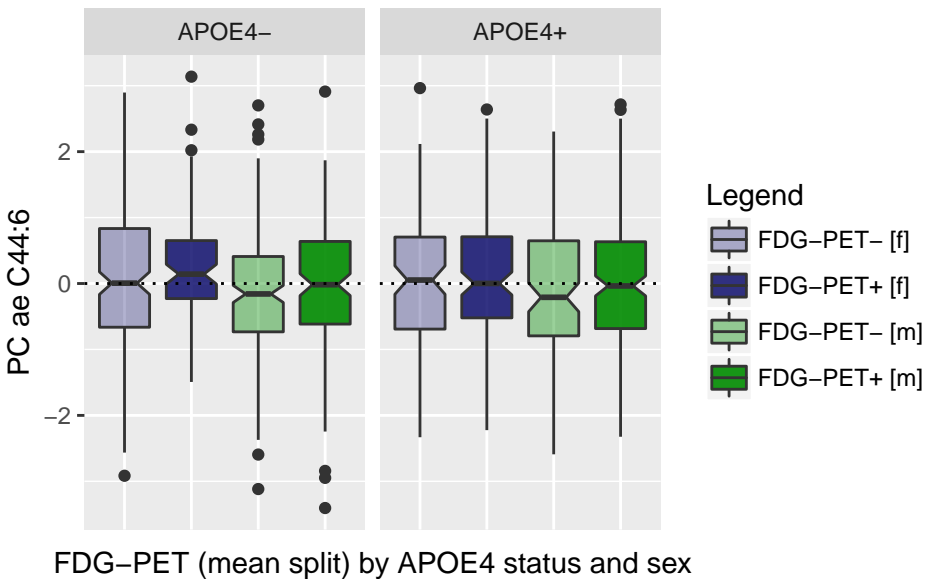 APOE4− APOE4+
2
0
−2
PC ae C44:6
FDG−PET (mean split) by APOE4 status and sex
Legend
FDG−PET− [f]
FDG−PET+ [f]
FDG−PET− [m]
FDG−PET+ [m]